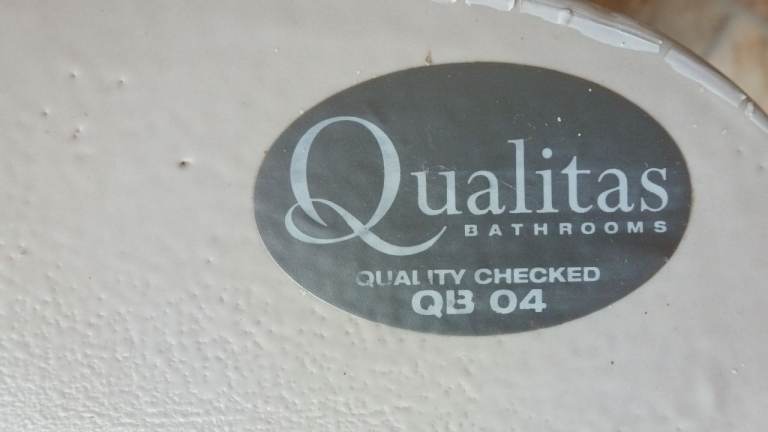 Qualitas
BATHROOMS
QUALITY CHECKED
QB 04